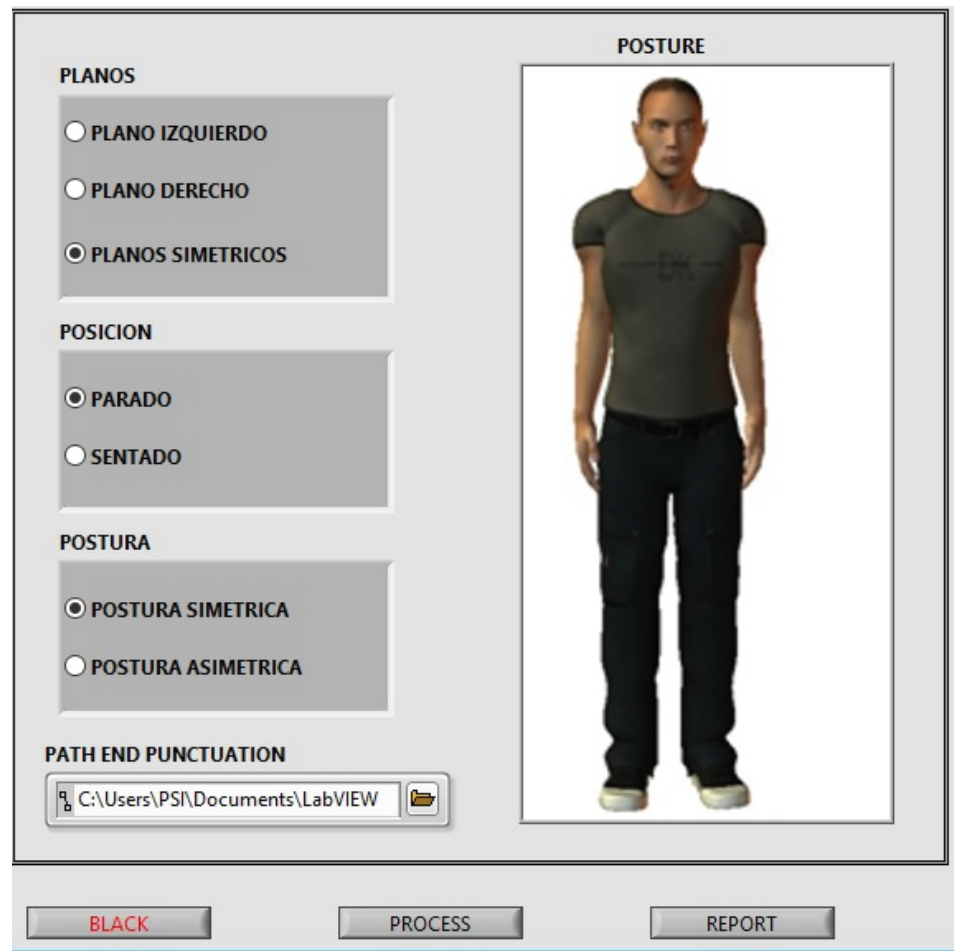 POSTURE
PLANOS
PLANO IZQUIERDO
PLANO DERECHO
PLANOS SIMETRICOS
POSICION
PARADO
SENTADO
POSTURA
POSTURA SIMETRICA
POSTURA ASIMETRICA
PATH END PUNCTUATION
C:\Users\PSI\Documents\LabVIEW
BLACK
PROCESS
REPORT